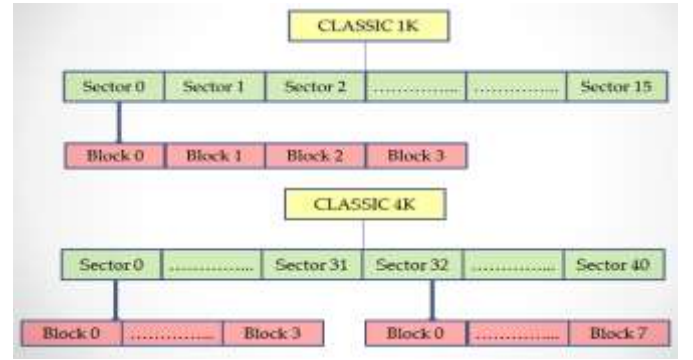 CLASSIC 1K
Sector 0 Sector 1 Sector 2 ................ ................ Sector 15
Block 0 Block 1 Block 2 Block 3
CLASSIC 4K
Sector 0 ................ Sector 31 Sector 32 ................ Sector 40
Block 0 ................ Block 3 Block 0 ................ Block 7